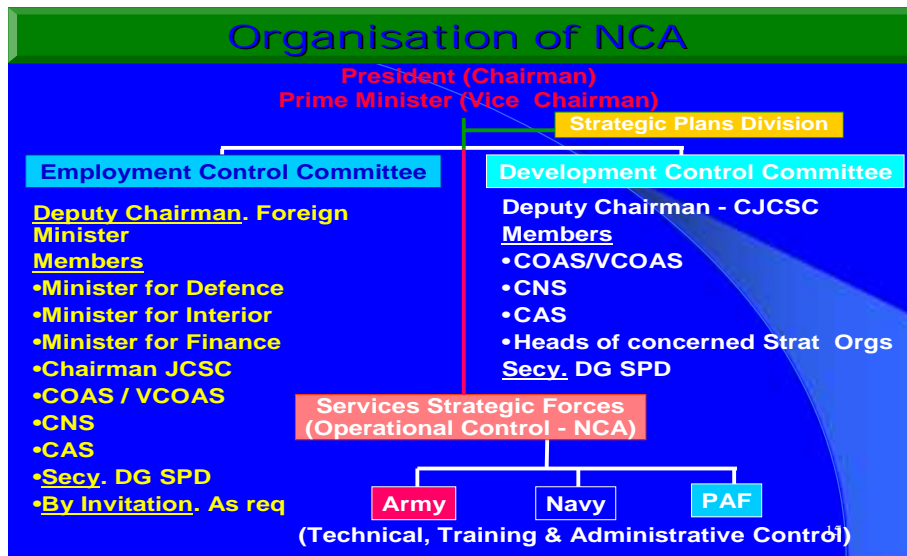 Organisation of NCA
President (Chairman)
Prime Minister (Vice Chairman)
Strategic Plans Division
Employment Control Committee
Deputy Chairman. Foreign
Minister
Members
•Minister for Defence
•Minister for Interior
•Minister for Finance
•Chairman JCSC
•COAS / VCOAS
•CNS
•CAS
•Secy. DG SPD
•By Invitation. As req
Development Control Committee
Deputy Chairman - CJCSC
Members
•COAS/VCOAS
•CNS
•CAS
•Heads of concerned Strat Orgs
Secy. DG SPD
Services Strategic Forces
(Operational Control - NCA)
Army
Navy
PAF
(Technical, Training & Administrative Control)